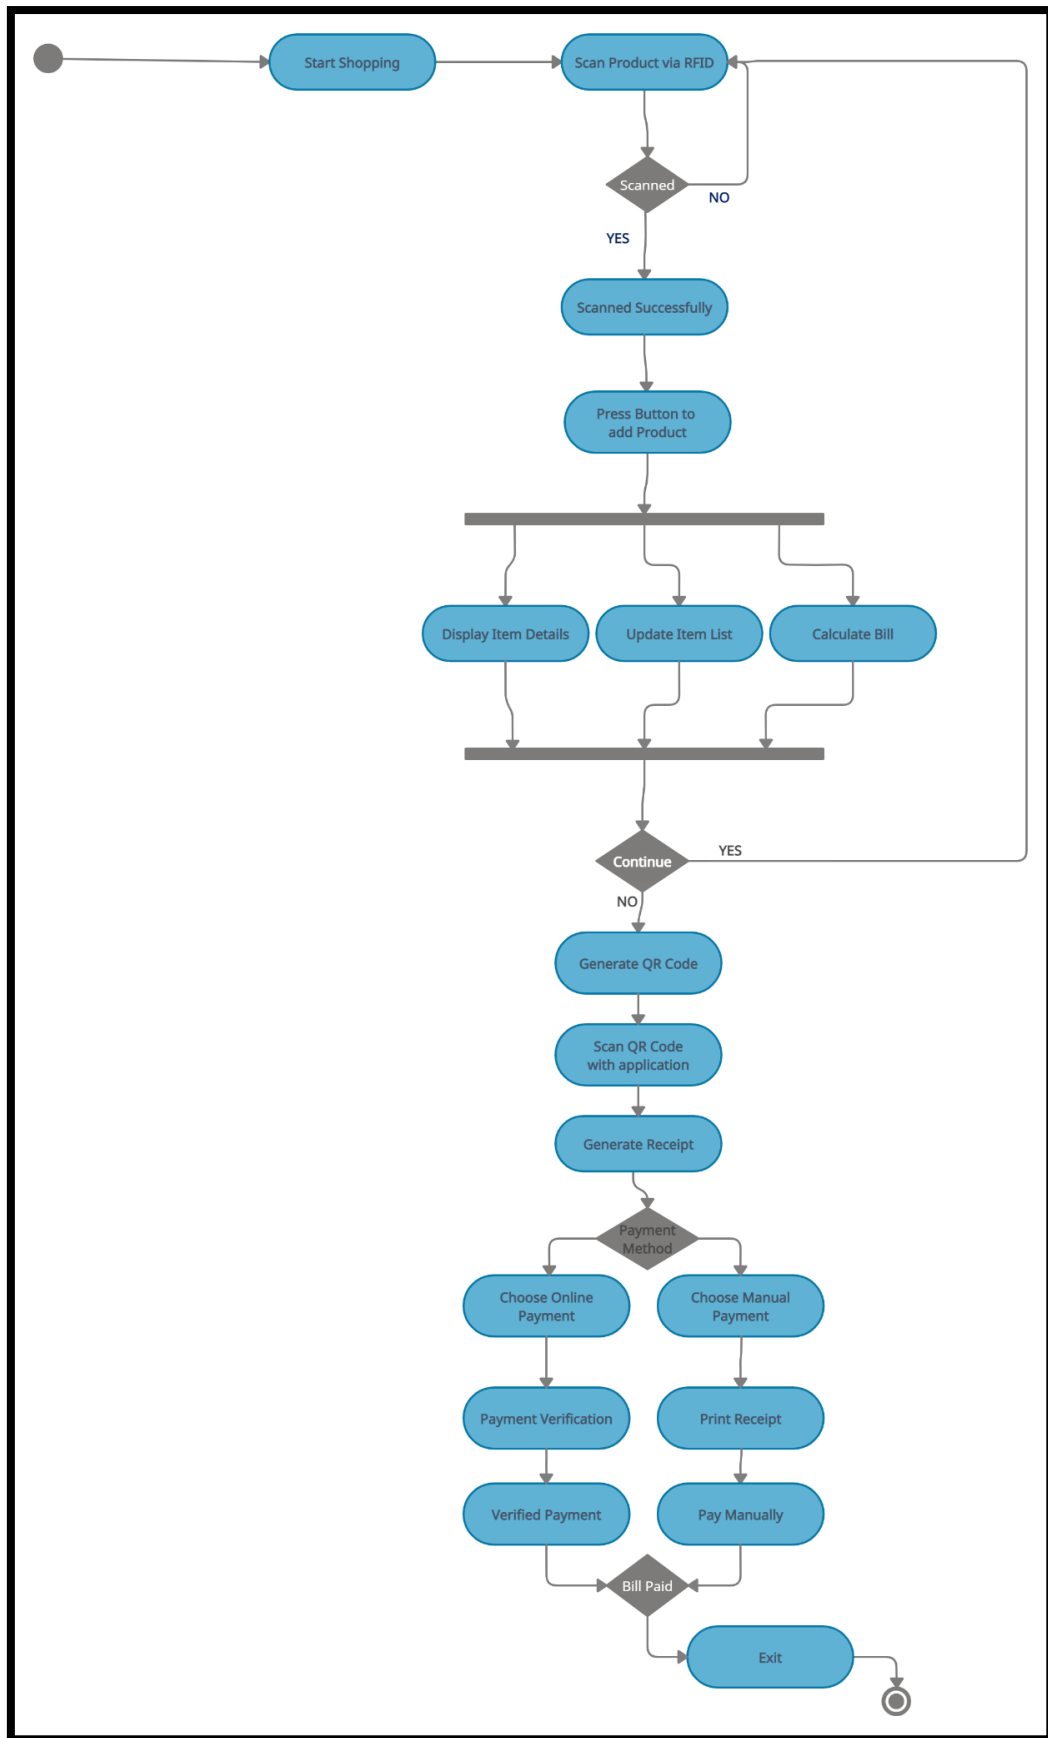 Start Shopping
Scan Product via RFID
Scanned
NO
YES
Scanned Successfully
Press Button to
add Product
Display Item Details
Update Item List
Calculate Bill
Continue
YES
NO
Generate QR Code
Scan QR Code
with application
Generate Receipt
Payment
Method
Choose Online
Payment
Choose Manual
Payment
Payment Verification
Print Receipt
Verified Payment
Pay Manually
Bill Paid
Exit